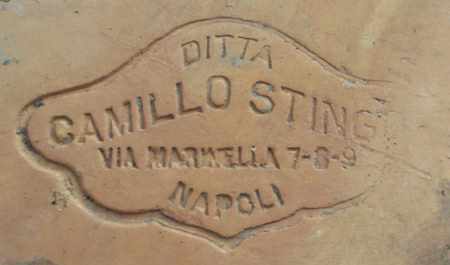 DITTA
CAMILLO STING
VIA MARINELLA 7-8-9
NAPOLI